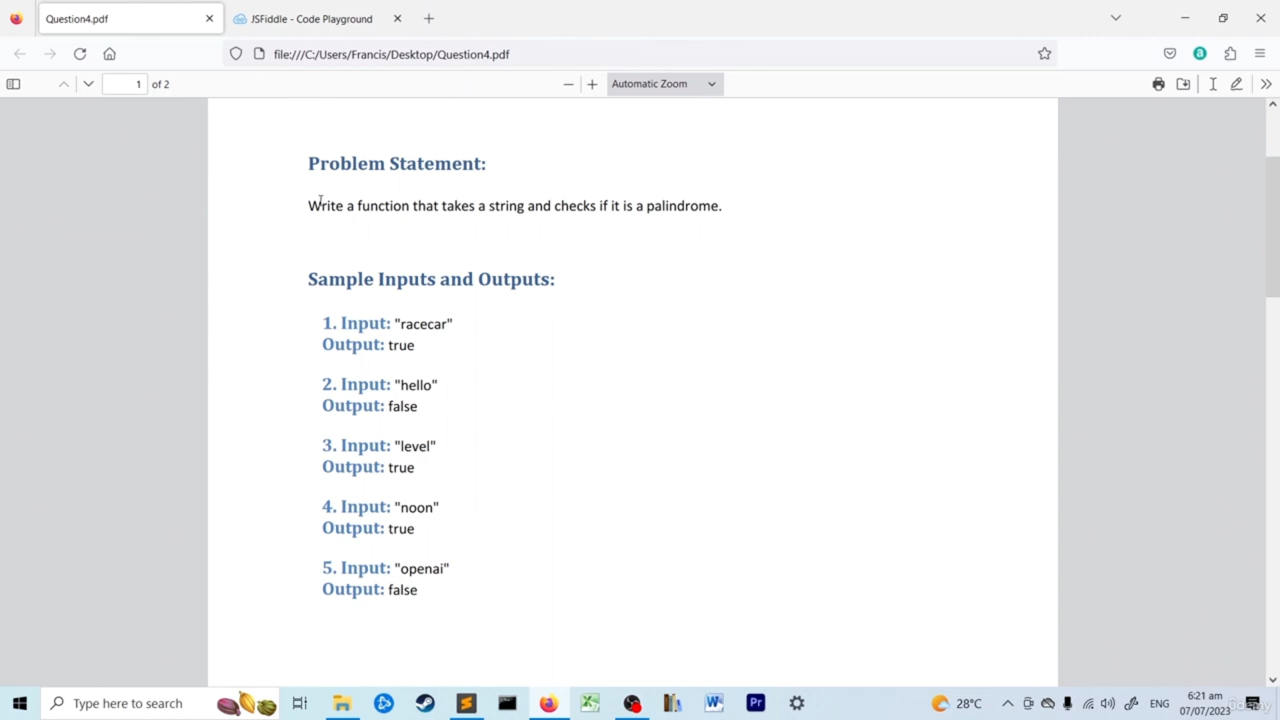 Question4.pdf
JSFiddle - Code Playground
file:///C:/Users/Francis/Desktop/Question4.pdf
1 of 2
Automatic Zoom
Problem Statement:
Write a function that takes a string and checks if it is a palindrome.
Sample Inputs and Outputs:
1. Input: "racecar"
Output: true
2. Input: "hello"
Output: false
3. Input: "level"
Output: true
4. Input: "noon"
Output: true
5. Input: "openai"
Output: false
Type here to search
28°C
ENG
6:21 am
07/07/2023
Udemy